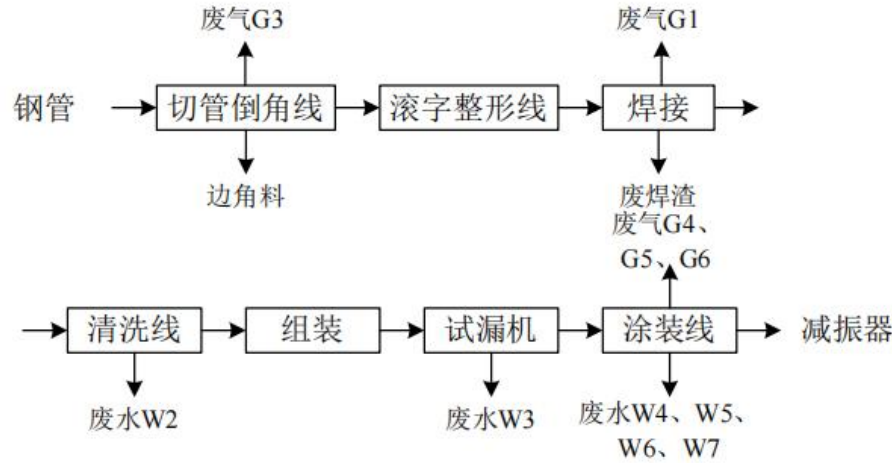 废气G3
废气G1
钢管
切管倒角线
滚字整形线
焊接
边角料
废焊渣
废气G4、
G5、G6
清洗线
组装
试漏机
涂装线
减振器
废水W2
废水W3
废水W4、W5、
W6、W7